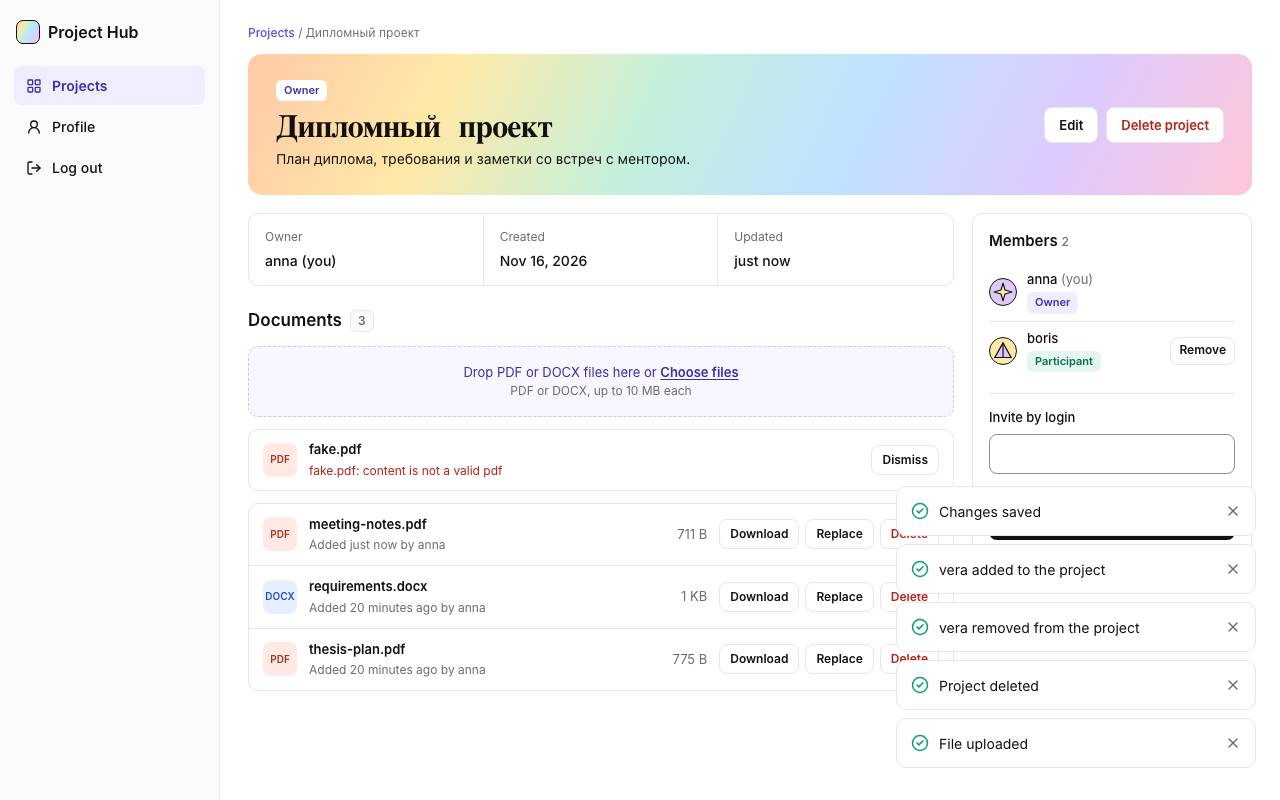 Project Hub
Projects
Profile
Log out
Projects / Дипломный проект
Owner
Дипломный проект
План диплома, требования и заметки со встреч с ментором.
Edit
Delete project
Owner
anna (you)
Created
Nov 16, 2026
Updated
just now
Documents 3
Drop PDF or DOCX files here or Choose files
PDF or DOCX, up to 10 MB each
PDF
fake.pdf
fake.pdf: content is not a valid pdf
Dismiss
PDF
meeting-notes.pdf
Added just now by anna
711 B
Download
Replace
Delete
DOCX
requirements.docx
Added 20 minutes ago by anna
1 KB
Download
Replace
Delete
PDF
thesis-plan.pdf
Added 20 minutes ago by anna
775 B
Download
Replace
Delete
Members 2
anna (you)
Owner
boris
Participant
Remove
Invite by login
Changes saved
vera added to the project
vera removed from the project
Project deleted
File uploaded